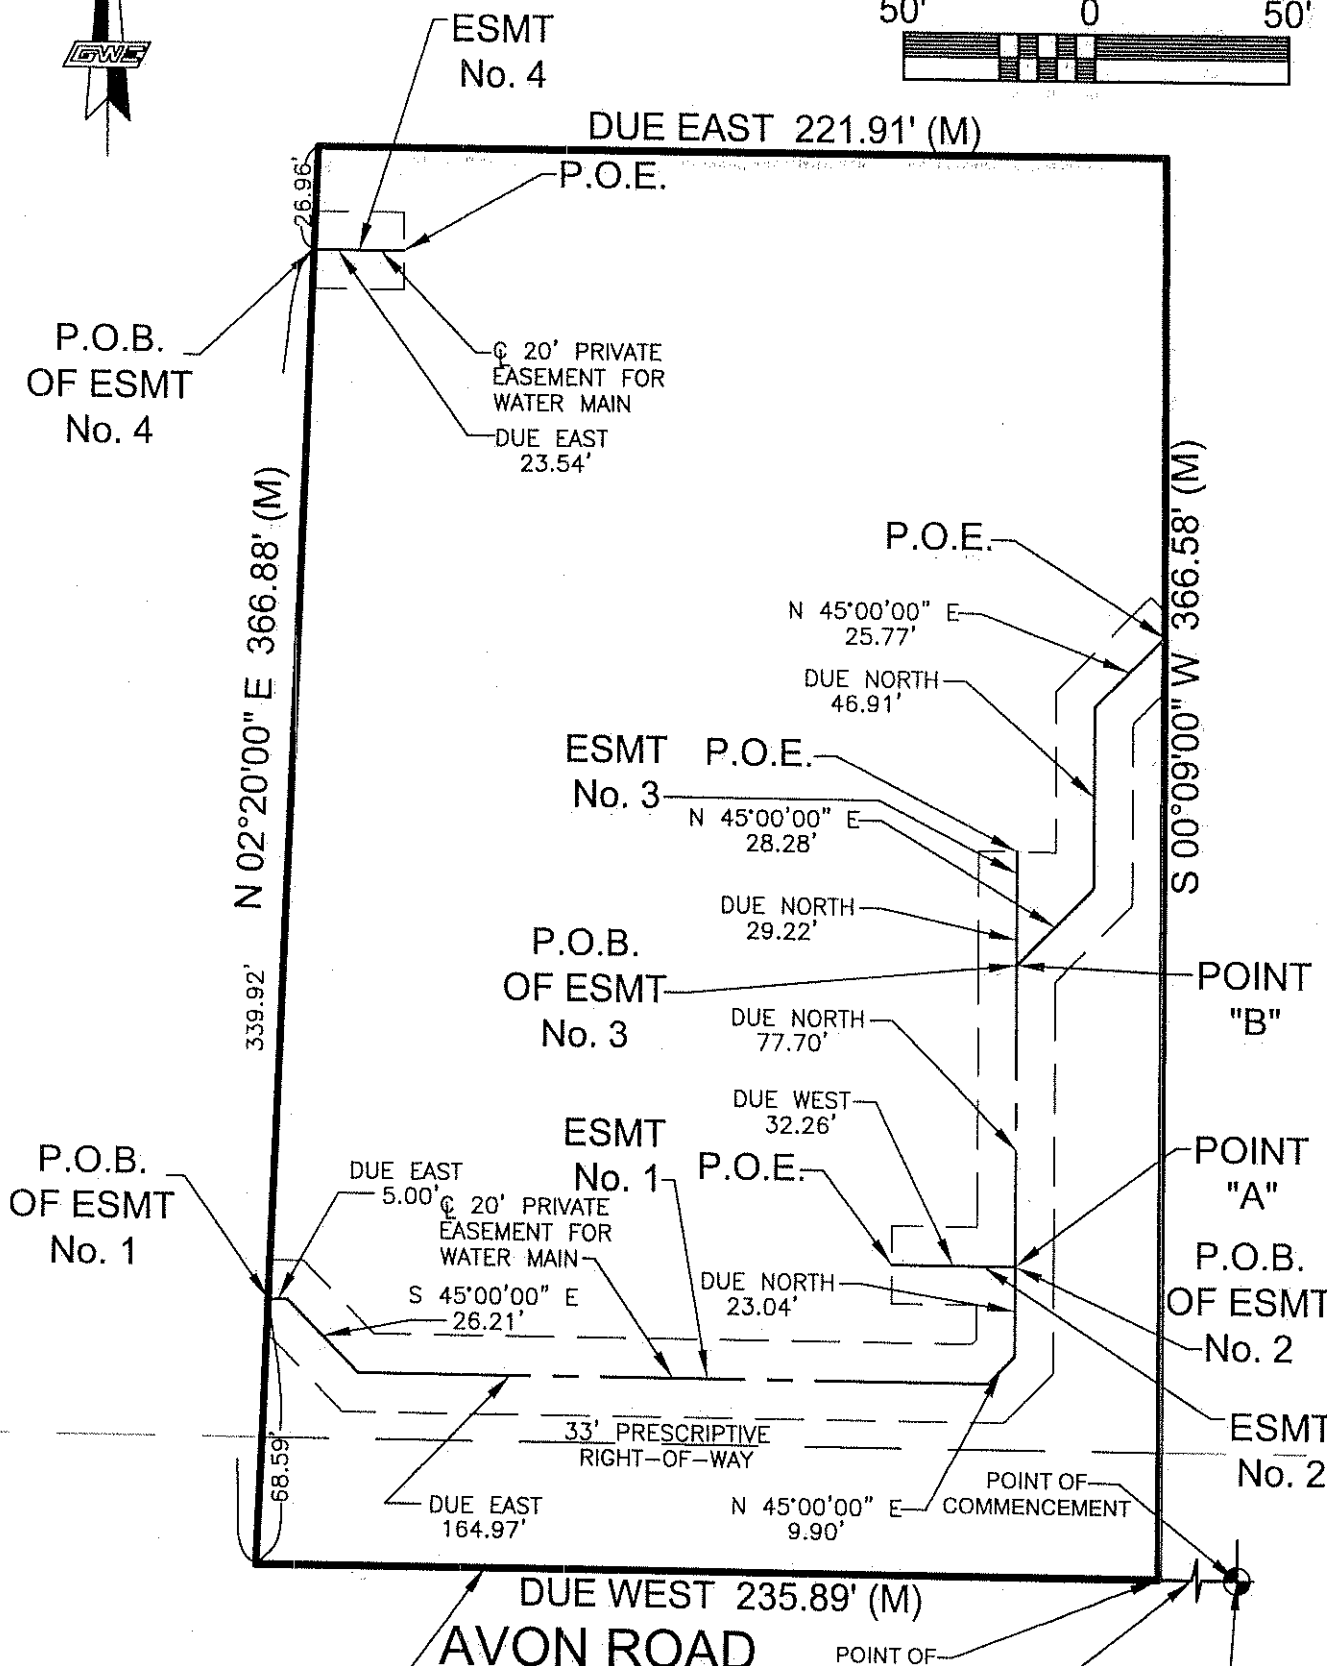 GWE
50'
0
50'
ESMT
No. 4
DUE EAST 221.91' (M)
26.96'
P.O.E.
P.O.B.
OF ESMT
No. 4
℄ 20' PRIVATE
EASEMENT FOR
WATER MAIN
DUE EAST
23.54'
N 02°20'00" E 366.88' (M)
S 00°09'00" W 366.58' (M)
P.O.E.
N 45°00'00" E
25.77'
DUE NORTH
46.91'
ESMT
No. 3
P.O.E.
N 45°00'00" E
28.28'
DUE NORTH
29.22'
P.O.B.
OF ESMT
No. 3
POINT
"B"
339.92'
DUE NORTH
77.70'
DUE WEST
32.26'
ESMT
No. 1
P.O.E.
POINT
"A"
P.O.B.
OF ESMT
No. 1
DUE EAST
5.00'
℄ 20' PRIVATE
EASEMENT FOR
WATER MAIN
P.O.B.
OF ESMT
No. 2
S 45°00'00" E
26.21'
DUE NORTH
23.04'
ESMT
No. 2
33' PRESCRIPTIVE
RIGHT-OF-WAY
68.59'
DUE EAST
164.97'
N 45°00'00" E
9.90'
POINT OF
COMMENCEMENT
DUE WEST 235.89' (M)
AVON ROAD
POINT OF